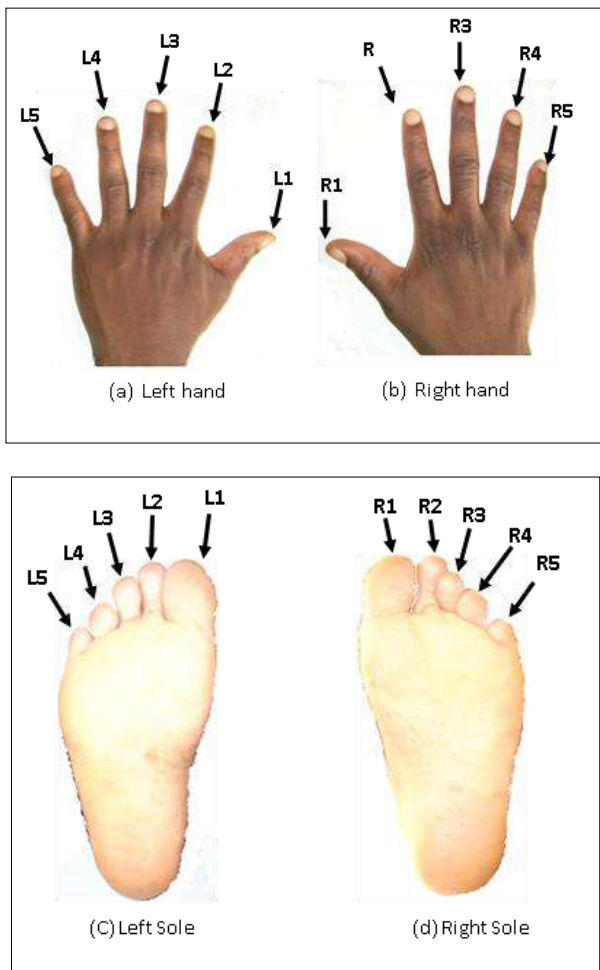 L5 L4 L3 L2 L1
R1 R R3 R4 R5
(a) Left hand
(b) Right hand
L5 L4 L3 L2 L1
R1 R2 R3 R4 R5
(C) Left Sole
(d) Right Sole